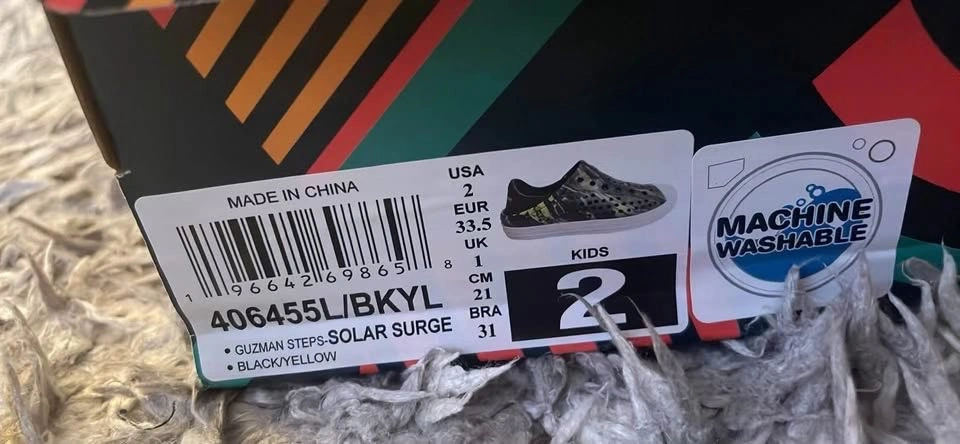 MADE IN CHINA
1 96642 69865 8
406455L/BKYL
• GUZMAN STEPS-SOLAR SURGE
• BLACK/YELLOW
USA
2
EUR
33.5
UK
1
CM
21
BRA
31
KIDS
2
MACHINE
WASHABLE